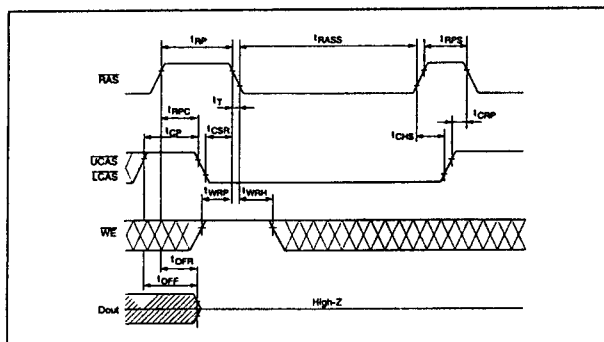 tRP tRASS tRPS
RAS
tT
tRPC
tCP tCSR tCHS tCRP
UCAS
LCAS
tWRP tWRH
WE
tOFR
tOFF
Dout High-Z